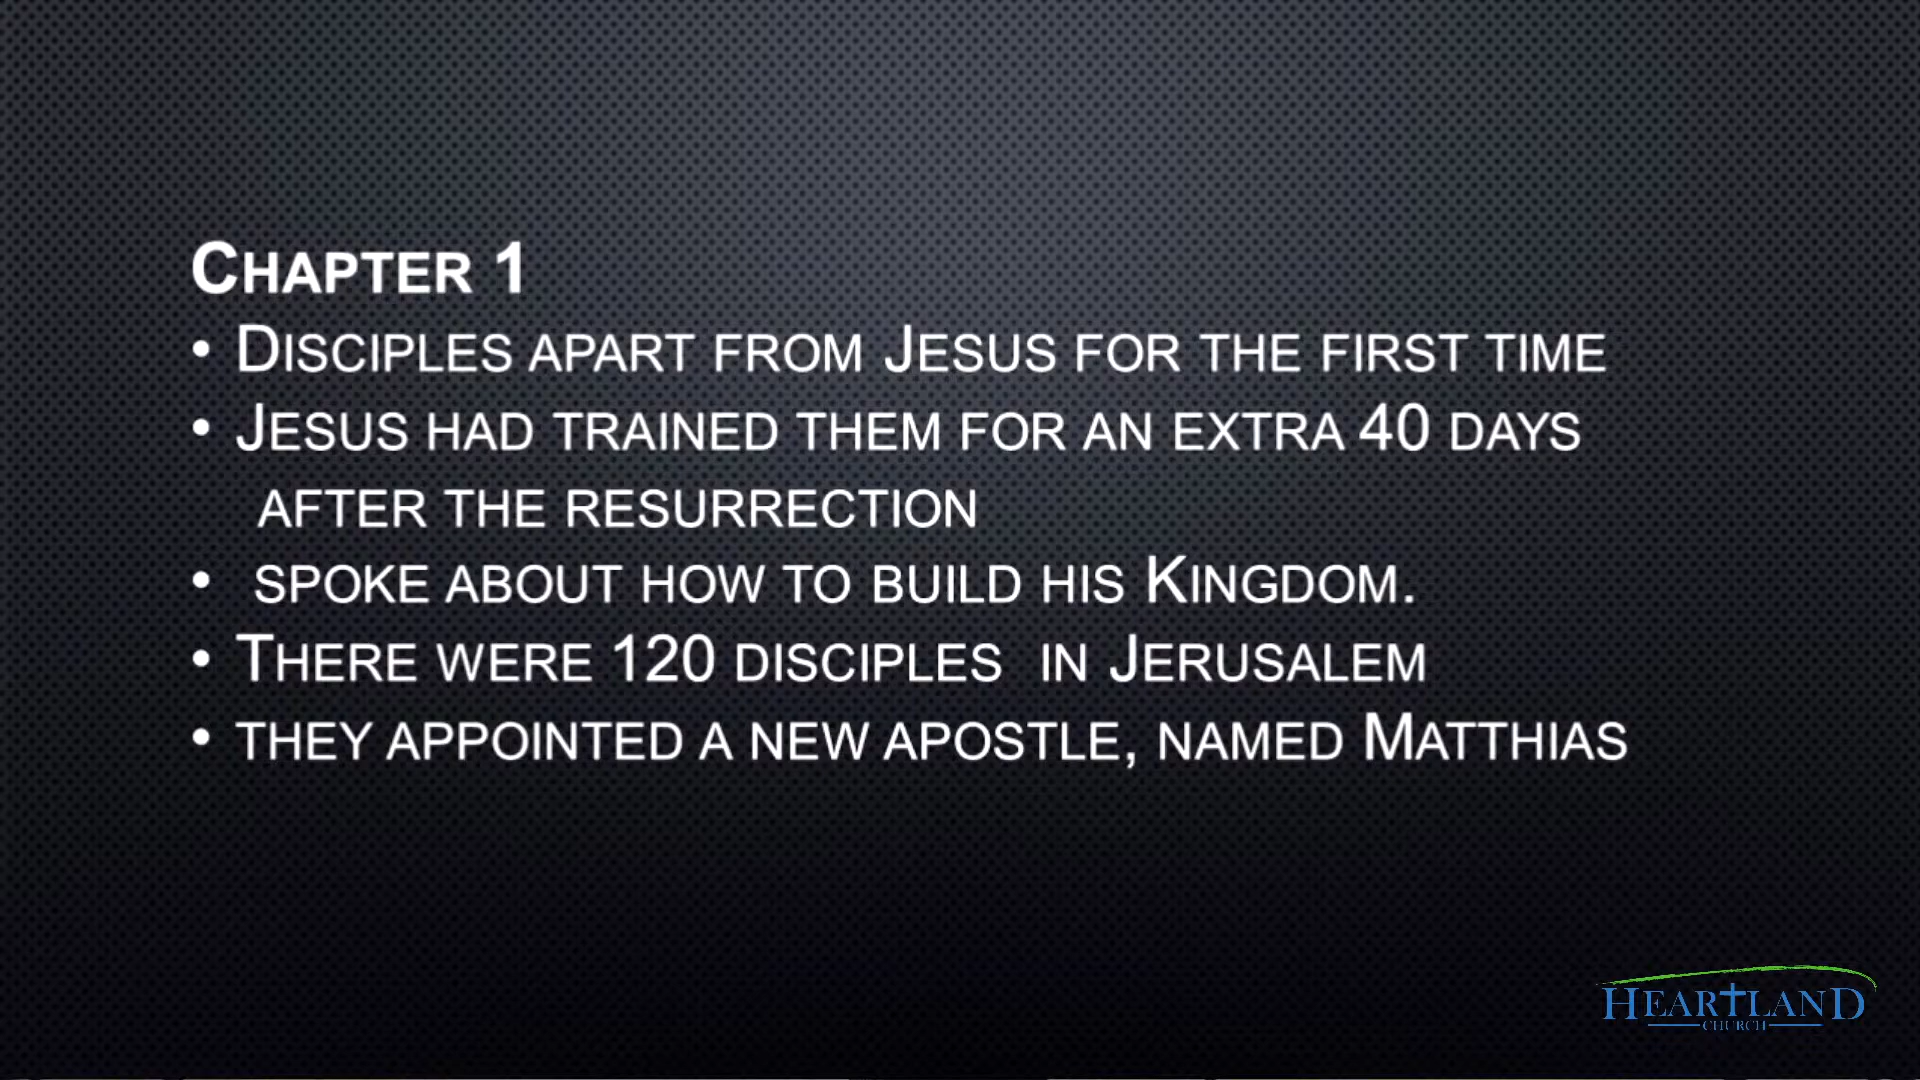 Chapter 1
• Disciples apart from Jesus for the first time
• Jesus had trained them for an extra 40 days
after the resurrection
• spoke about how to build his Kingdom.
• There were 120 disciples in Jerusalem
• they appointed a new apostle, named Matthias
Heartland
Church